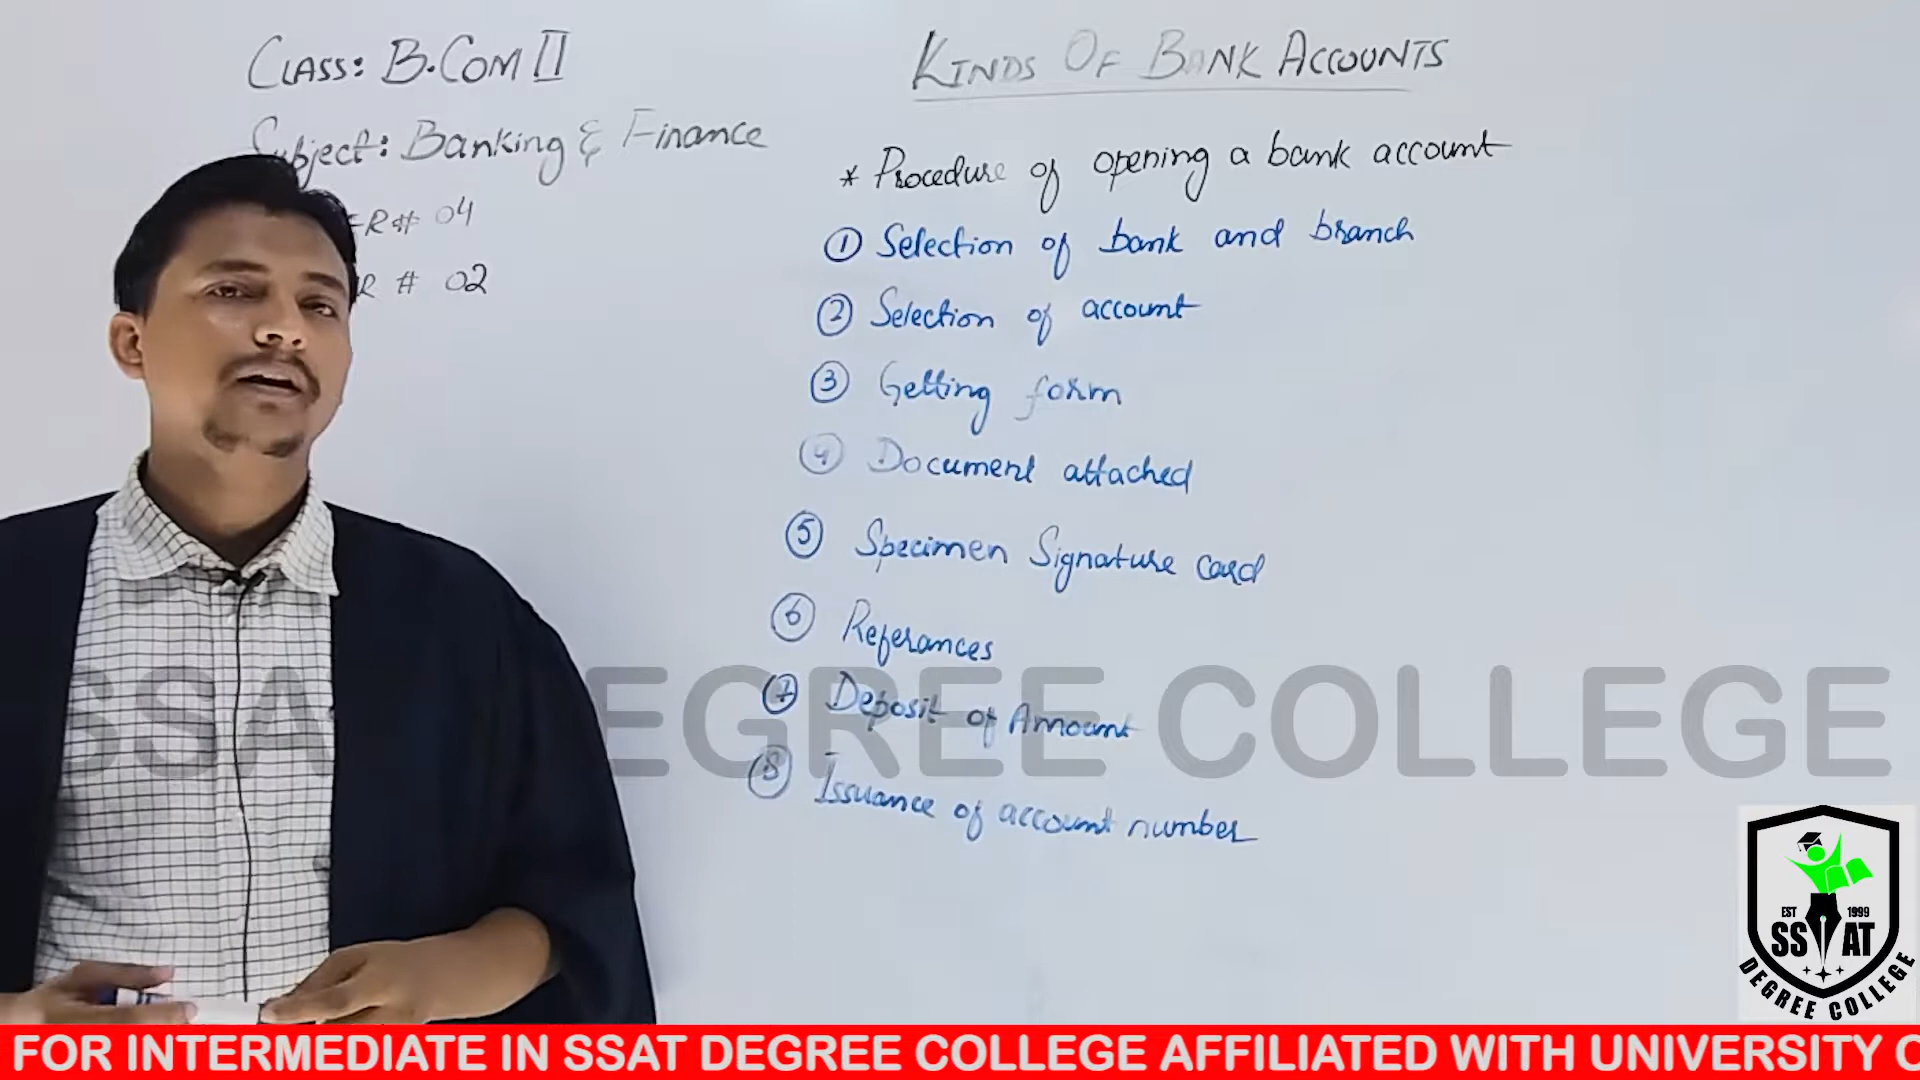 CLASS: B.COM II
Subject: Banking & Finance
ER# 04
R # 02
KINDS OF BANK ACCOUNTS
* Procedure of opening a bank account
① Selection of bank and branch
② Selection of account
③ Getting form
④ Document attached
⑤ Specimen Signature card
⑥ Referances
⑦ Deposit of Amount
⑧ Issuance of account number
SSAT DEGREE COLLEGE
EST 1999
SSAT
DEGREE COLLEGE
FOR INTERMEDIATE IN SSAT DEGREE COLLEGE AFFILIATED WITH UNIVERSITY